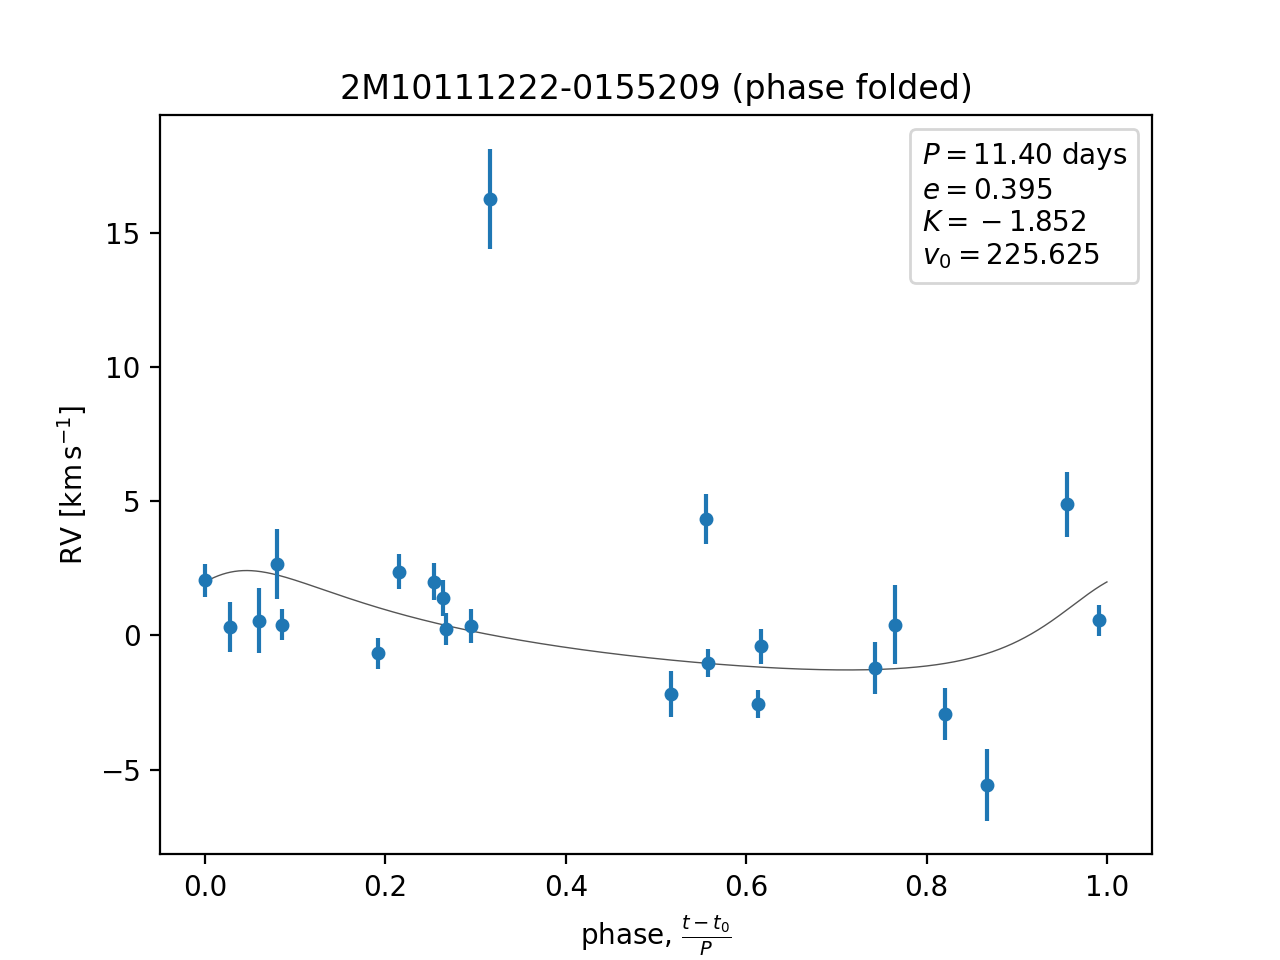 2M10111222-0155209 (phase folded)
P = 11.40 days
e = 0.395
K = −1.852
v₀ = 225.625
RV [km s⁻¹]
15
10
5
0
−5
0.0 0.2 0.4 0.6 0.8 1.0
phase, (t − t₀)/P